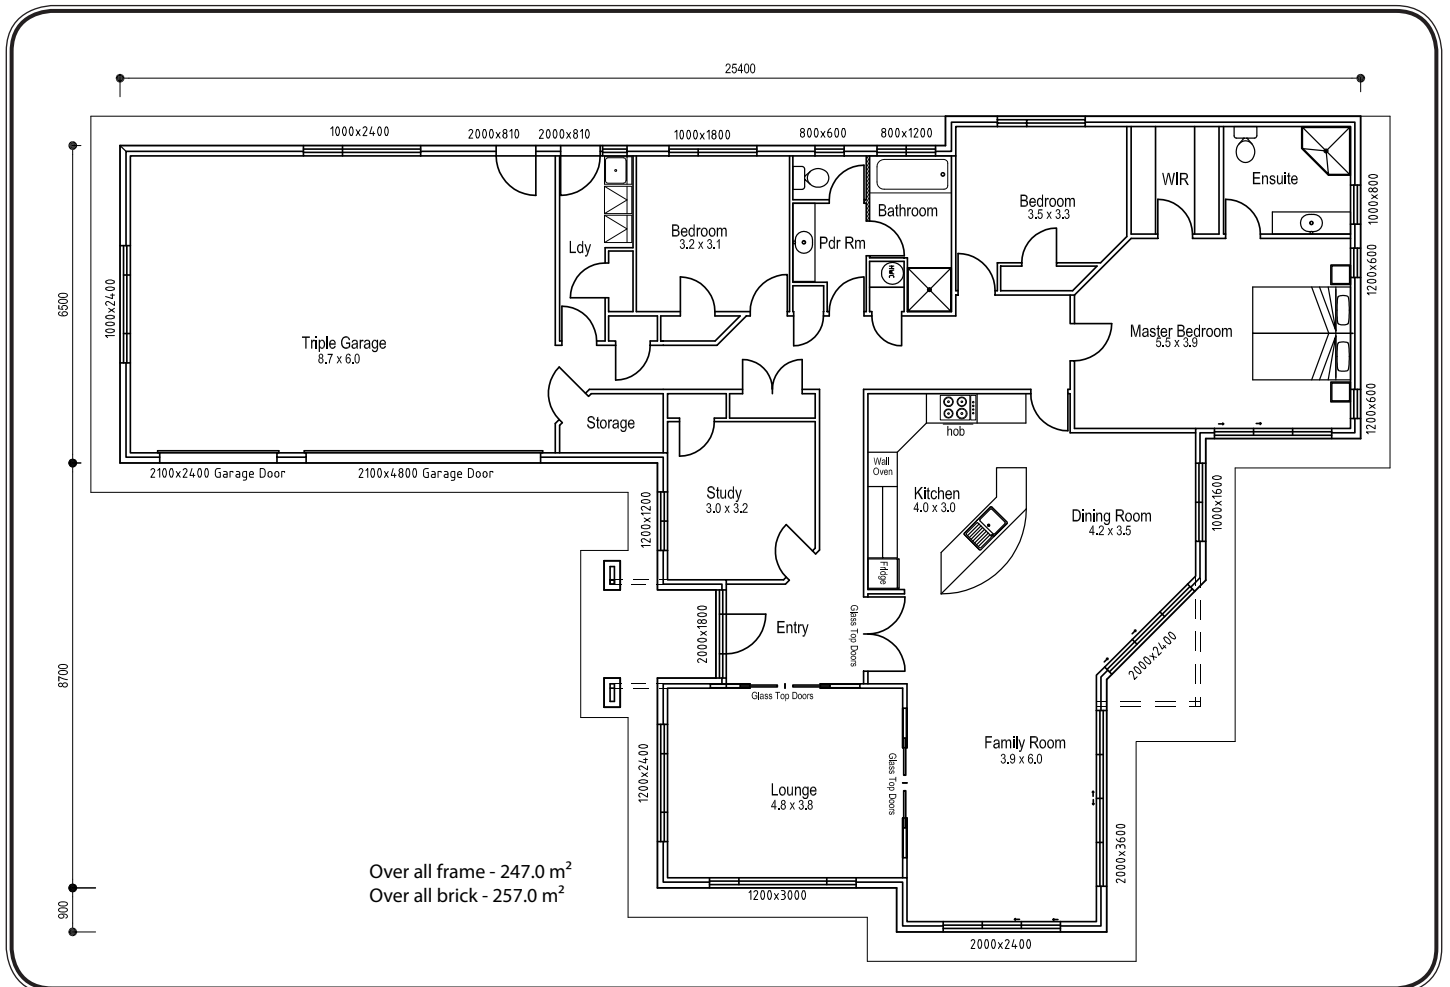 25400
1000x2400
2000x810
2000x810
1000x1800
800x600
800x1200
6500
8700
900
1000x2400
Triple Garage
8.7 x 6.0
Ldy
Bedroom
3.2 x 3.1
Pdr Rm
Bathroom
HWC
Bedroom
3.5 x 3.3
WIR
Ensuite
1000x800
1200x600
Master Bedroom
5.5 x 3.9
1200x600
Storage
2100x2400 Garage Door
2100x4800 Garage Door
Study
3.0 x 3.2
1200x1200
hob
Wall
Oven
Kitchen
4.0 x 3.0
Fridge
Dining Room
4.2 x 3.5
1000x1600
2000x1800
Entry
Glass Top Doors
Glass Top Doors
2000x2400
Family Room
3.9 x 6.0
Glass Top Doors
Lounge
4.8 x 3.8
1200x2400
2000x3600
1200x3000
2000x2400
Over all frame - 247.0 m²
Over all brick - 257.0 m²